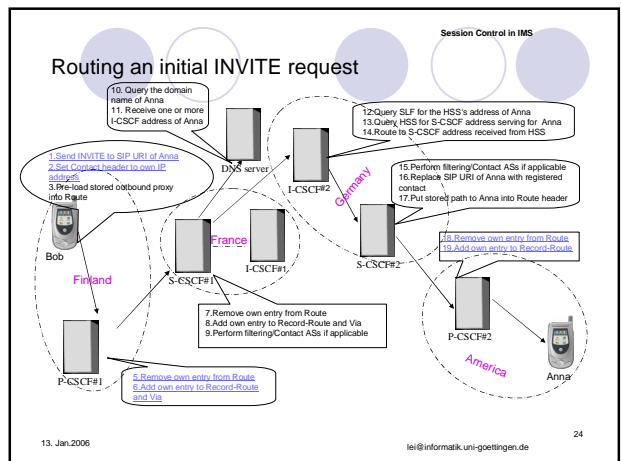 Session Control in IMS
Routing an initial INVITE request
10. Query the domain
name of Anna
11. Receive one or more
I-CSCF address of Anna
12.Query SLF for the HSS's address of Anna
13.Query HSS for S-CSCF address serving for Anna
14.Route to S-CSCF address received from HSS
1.Send INVITE to SIP URI of Anna
2.Set Contact header to own IP
address
3.Pre-load stored outbound proxy
into Route
DNS server
I-CSCF#2
Germany
15.Perform filtering/Contact ASs if applicable
16.Replace SIP URI of Anna with registered
contact
17.Put stored path to Anna into Route header
Bob
France
I-CSCF#1
S-CSCF#1
S-CSCF#2
18.Remove own entry from Route
19.Add own entry to Record-Route
Finland
7.Remove own entry from Route
8.Add own entry to Record-Route and Via
9.Perform filtering/Contact ASs if applicable
P-CSCF#2
America
Anna
P-CSCF#1
5.Remove own entry from Route
6.Add own entry to Record-Route
and Via
13. Jan.2006
lei@informatik.uni-goettingen.de
24